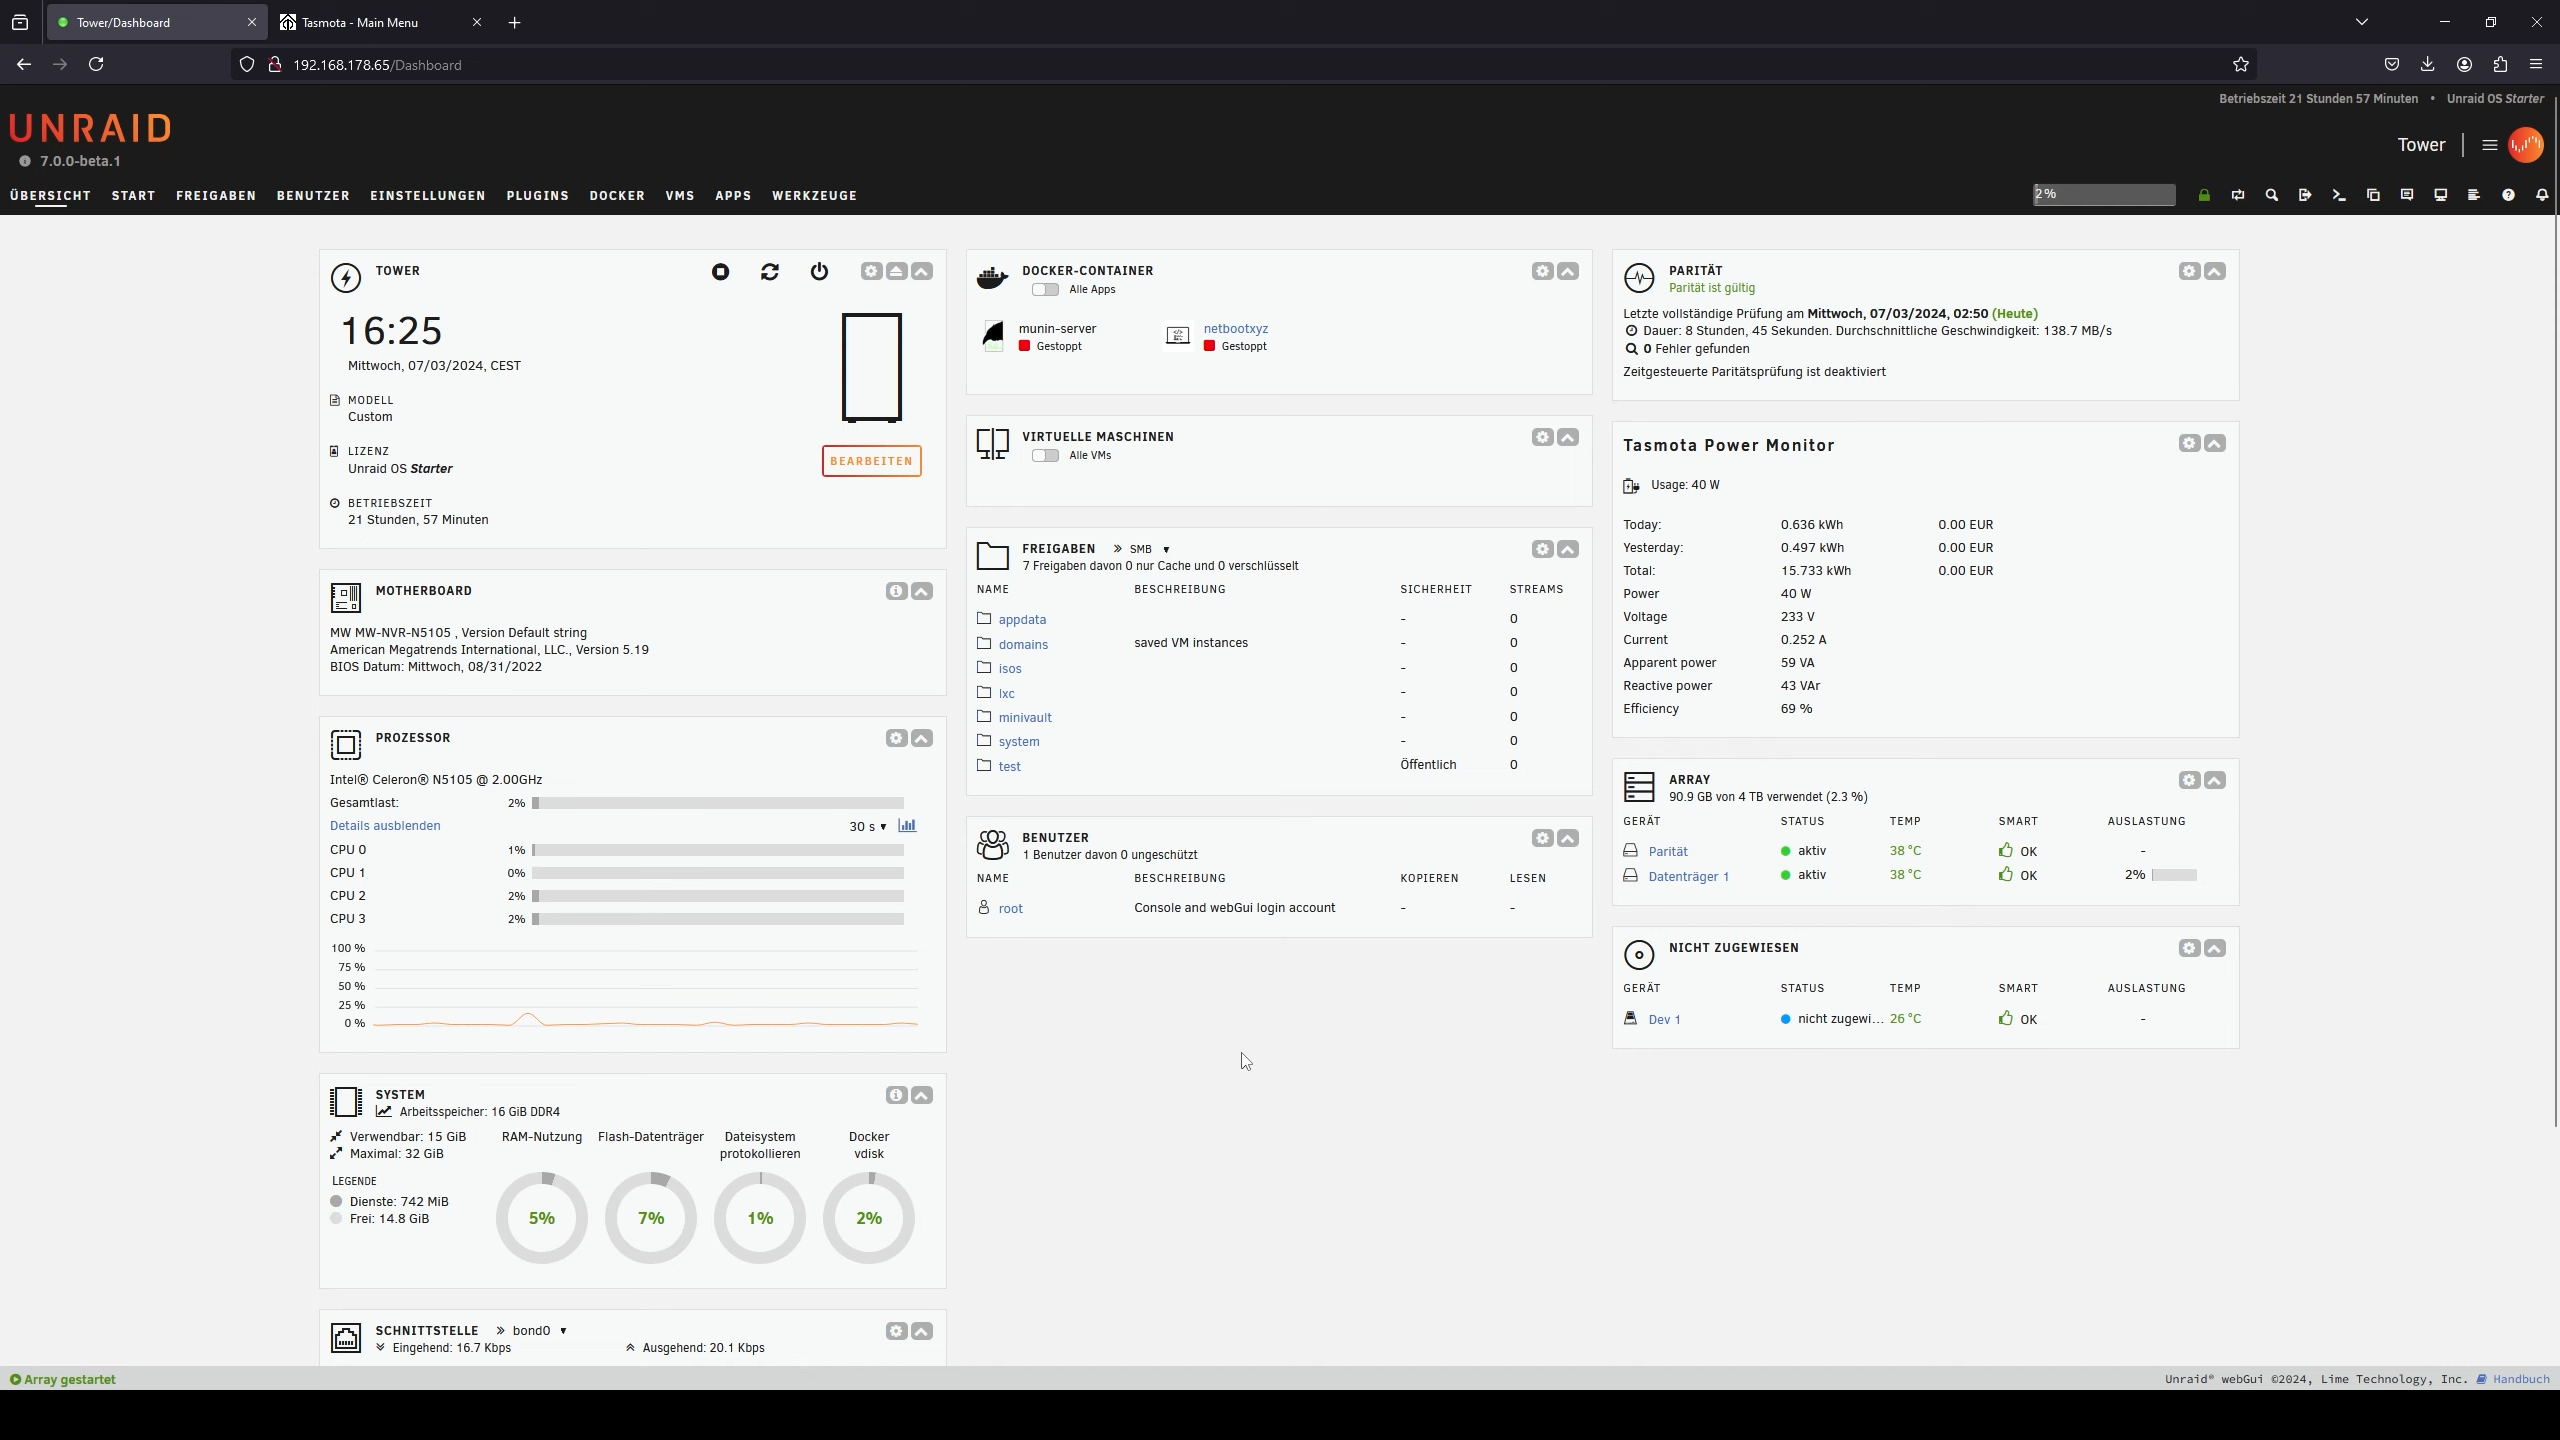 Tower/Dashboard
Tasmota - Main Menu
192.168.178.65/Dashboard
Betriebszeit 21 Stunden 57 Minuten • Unraid OS Starter
UNRAID
7.0.0-beta.1
Tower
ÜBERSICHT START FREIGABEN BENUTZER EINSTELLUNGEN PLUGINS DOCKER VMS APPS WERKZEUGE
2%
TOWER
16:25
Mittwoch, 07/03/2024, CEST
MODELL
Custom
LIZENZ
Unraid OS Starter
BEARBEITEN
BETRIEBSZEIT
21 Stunden, 57 Minuten
MOTHERBOARD
MW MW-NVR-N5105 , Version Default string
American Megatrends International, LLC., Version 5.19
BIOS Datum: Mittwoch, 08/31/2022
PROZESSOR
Intel® Celeron® N5105 @ 2.00GHz
Gesamtlast: 2%
Details ausblenden 30 s
CPU 0 1%
CPU 1 0%
CPU 2 2%
CPU 3 2%
100 %
75 %
50 %
25 %
0 %
SYSTEM
Arbeitsspeicher: 16 GiB DDR4
Verwendbar: 15 GiB
Maximal: 32 GiB
LEGENDE
Dienste: 742 MiB
Frei: 14.8 GiB
RAM-Nutzung
5%
Flash-Datenträger
7%
Dateisystem
protokollieren
1%
Docker
vdisk
2%
SCHNITTSTELLE » bond0
Eingehend: 16.7 Kbps
Ausgehend: 20.1 Kbps
DOCKER-CONTAINER
Alle Apps
munin-server
Gestoppt
netbootxyz
Gestoppt
VIRTUELLE MASCHINEN
Alle VMs
FREIGABEN » SMB
7 Freigaben davon 0 nur Cache und 0 verschlüsselt
NAME BESCHREIBUNG SICHERHEIT STREAMS
appdata - 0
domains saved VM instances - 0
isos - 0
lxc - 0
minivault - 0
system - 0
test Öffentlich 0
BENUTZER
1 Benutzer davon 0 ungeschützt
NAME BESCHREIBUNG KOPIEREN LESEN
root Console and webGui login account - -
PARITÄT
Parität ist gültig
Letzte vollständige Prüfung am Mittwoch, 07/03/2024, 02:50 (Heute)
Dauer: 8 Stunden, 45 Sekunden. Durchschnittliche Geschwindigkeit: 138.7 MB/s
0 Fehler gefunden
Zeitgesteuerte Paritätsprüfung ist deaktiviert
Tasmota Power Monitor
Usage: 40 W
Today: 0.636 kWh 0.00 EUR
Yesterday: 0.497 kWh 0.00 EUR
Total: 15.733 kWh 0.00 EUR
Power 40 W
Voltage 233 V
Current 0.252 A
Apparent power 59 VA
Reactive power 43 VAr
Efficiency 69 %
ARRAY
90.9 GB von 4 TB verwendet (2.3 %)
GERÄT STATUS TEMP SMART AUSLASTUNG
Parität aktiv 38 °C OK -
Datenträger 1 aktiv 38 °C OK 2%
NICHT ZUGEWIESEN
GERÄT STATUS TEMP SMART AUSLASTUNG
Dev 1 nicht zugewi... 26 °C OK -
Array gestartet
Unraid® webGui ©2024, Lime Technology, Inc. Handbuch